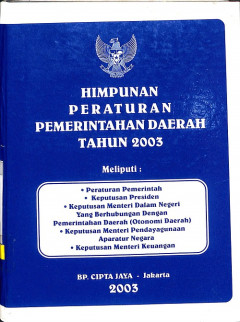 HIMPUNAN
PERATURAN
PEMERINTAHAN DAERAH
TAHUN 2003
Meliputi :
• Peraturan Pemerintah
• Keputusan Presiden
• Keputusan Menteri Dalam Negeri
Yang Berhubungan Dengan
Pemerintahan Daerah (Otonomi Daerah)
• Keputusan Menteri Pendayagunaan
Aparatur Negara
• Keputusan Menteri Keuangan
BP. CIPTA JAYA - Jakarta
2003